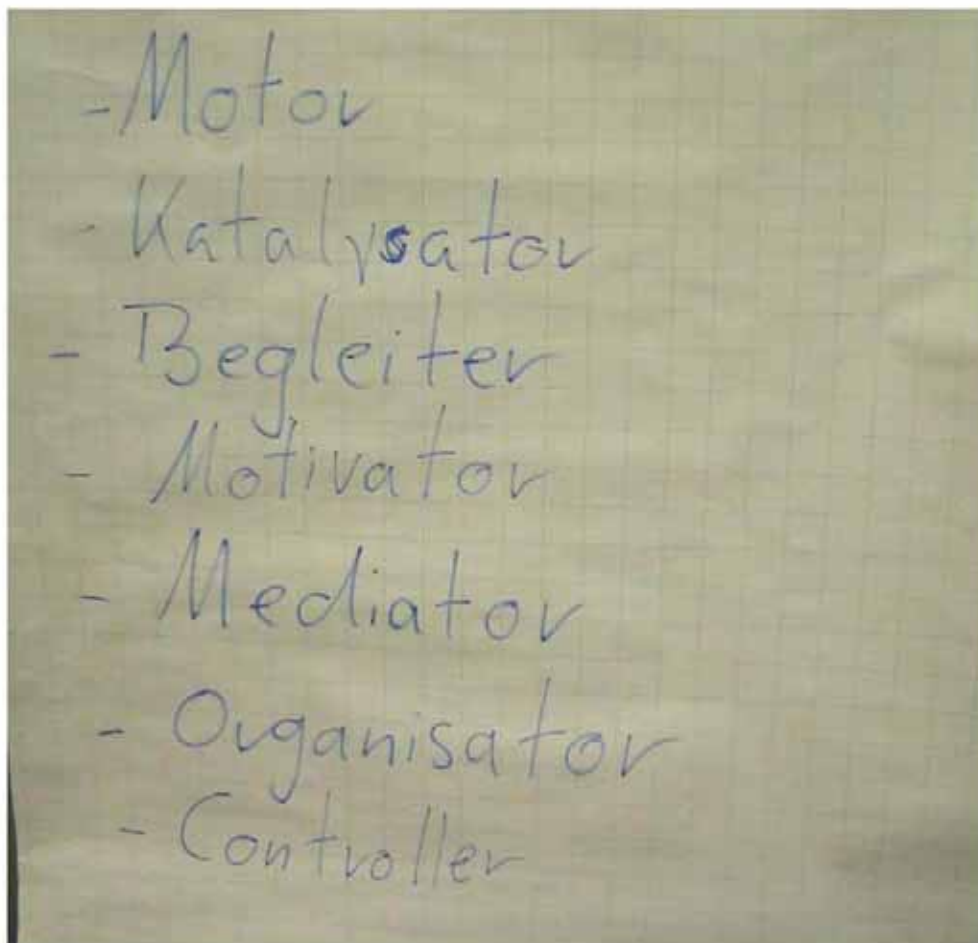 - Motor
- Katalysator
- Begleiter
- Motivator
- Mediator
- Organisator
- Controller